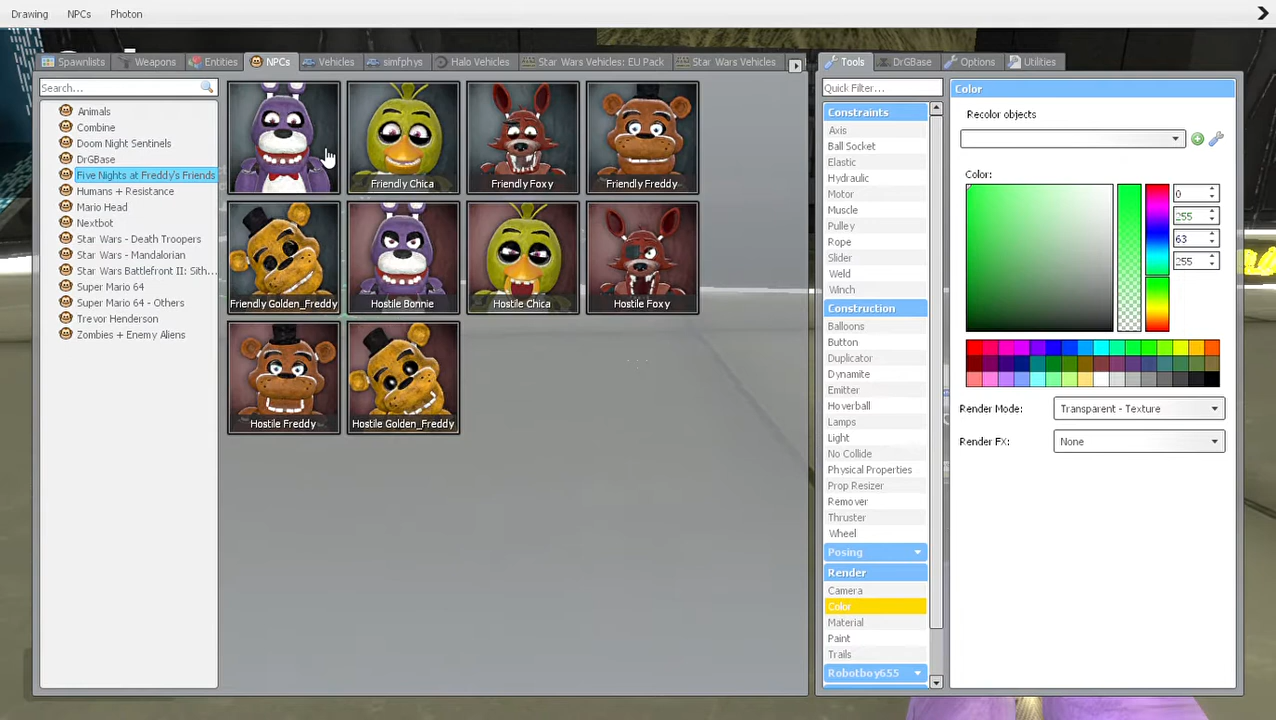 Drawing NPCs Photon
Spawnlists Weapons Entities NPCs Vehicles simfphys Halo Vehicles Star Wars Vehicles: EU Pack Star Wars Vehicles
Tools DrGBase Options Utilities
Search...
Animals
Combine
Doom Night Sentinels
DrGBase
Five Nights at Freddy's Friends
Humans + Resistance
Mario Head
Nextbot
Star Wars - Death Troopers
Star Wars - Mandalorian
Star Wars Battlefront II: Sith...
Super Mario 64
Super Mario 64 - Others
Trevor Henderson
Zombies + Enemy Aliens
Friendly Chica
Friendly Foxy
Friendly Freddy
Friendly Golden_Freddy
Hostile Bonnie
Hostile Chica
Hostile Foxy
Hostile Freddy
Hostile Golden_Freddy
Quick Filter...
Constraints
Axis
Ball Socket
Elastic
Hydraulic
Motor
Muscle
Pulley
Rope
Slider
Weld
Winch
Construction
Balloons
Button
Duplicator
Dynamite
Emitter
Hoverball
Lamps
Light
No Collide
Physical Properties
Prop Resizer
Remover
Thruster
Wheel
Posing
Render
Camera
Color
Material
Paint
Trails
Robotboy655
Color
Recolor objects
Color:
0
255
63
255
Render Mode: Transparent - Texture
Render FX: None